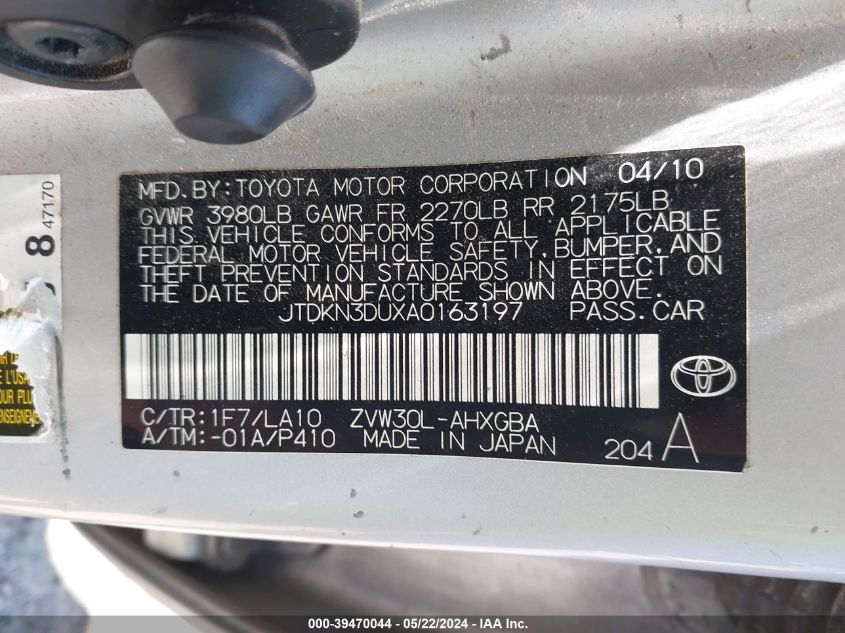 MFD. BY: TOYOTA MOTOR CORPORATION 04/10
GVWR 3980LB GAWR FR 2270LB RR 2175LB
THIS VEHICLE CONFORMS TO ALL APPLICABLE
FEDERAL MOTOR VEHICLE SAFETY, BUMPER, AND
THEFT PREVENTION STANDARDS IN EFFECT ON
THE DATE OF MANUFACTURE SHOWN ABOVE.
JTDKN3DUXA0163197 PASS. CAR
C/TR: 1F7/LA10 ZVW30L-AHXGBA
A/TM: -01A/P410 MADE IN JAPAN 204 A
8 47170
L'USA
OUR PLU
000-39470044 - 05/22/2024 - IAA Inc.